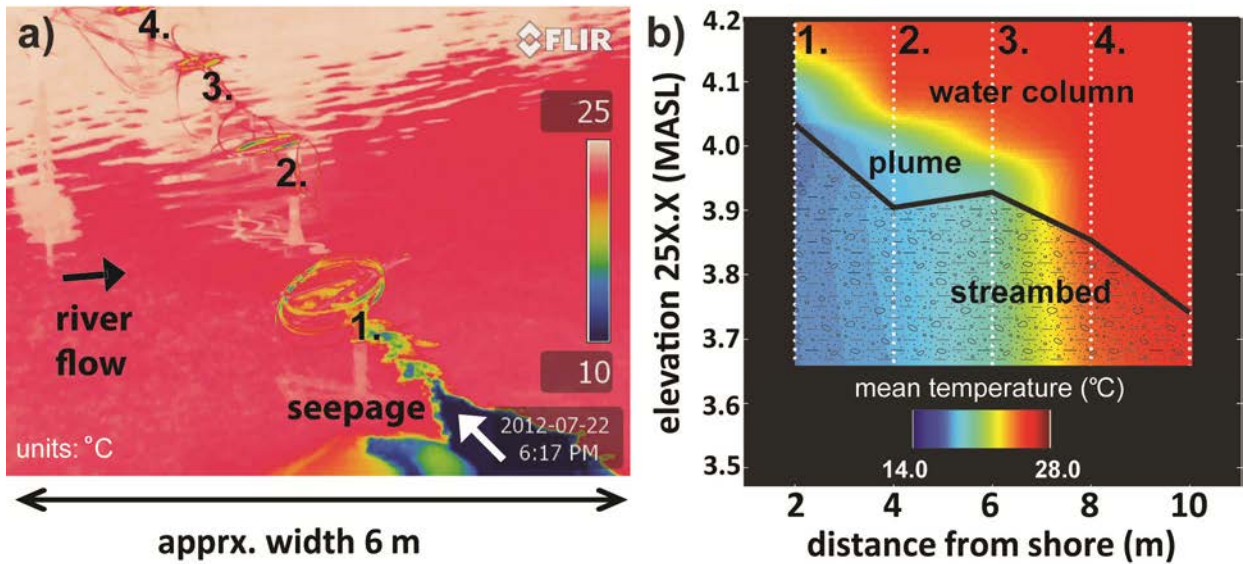 a)
4.
FLIR
3.
25
2.
1.
river
flow
10
seepage
2012-07-22
6:17 PM
units: °C
apprx. width 6 m
b)
elevation 25X.X (MASL)
4.2
4.1
4.0
3.9
3.8
3.7
3.6
3.5
1.
2.
3.
4.
water column
plume
streambed
mean temperature (°C)
14.0
28.0
2
4
6
8
10
distance from shore (m)